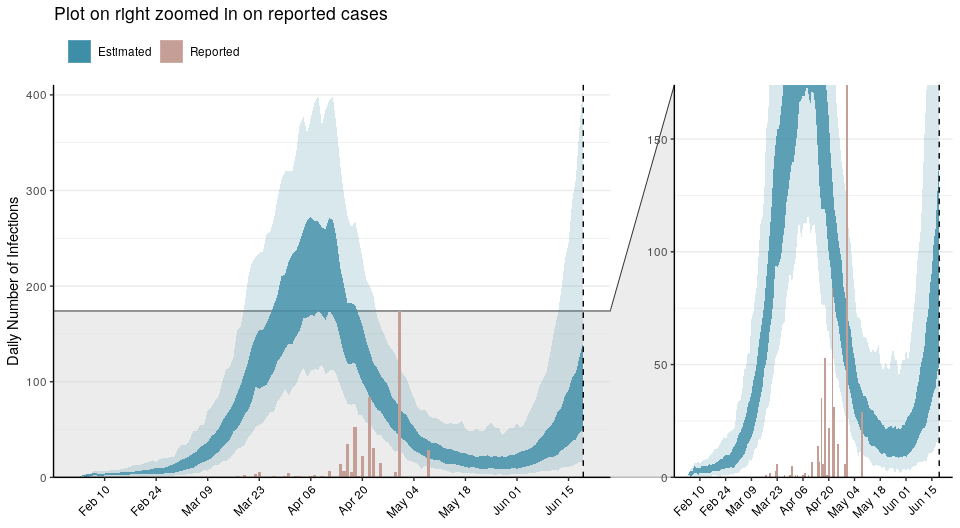 Plot on right zoomed in on reported cases
Estimated Reported
Daily Number of Infections
400
300
200
100
0
Feb 10 Feb 24 Mar 09 Mar 23 Apr 06 Apr 20 May 04 May 18 Jun 01 Jun 15
150
100
50
0
Feb 10 Feb 24 Mar 09 Mar 23 Apr 06 Apr 20 May 04 May 18 Jun 01 Jun 15